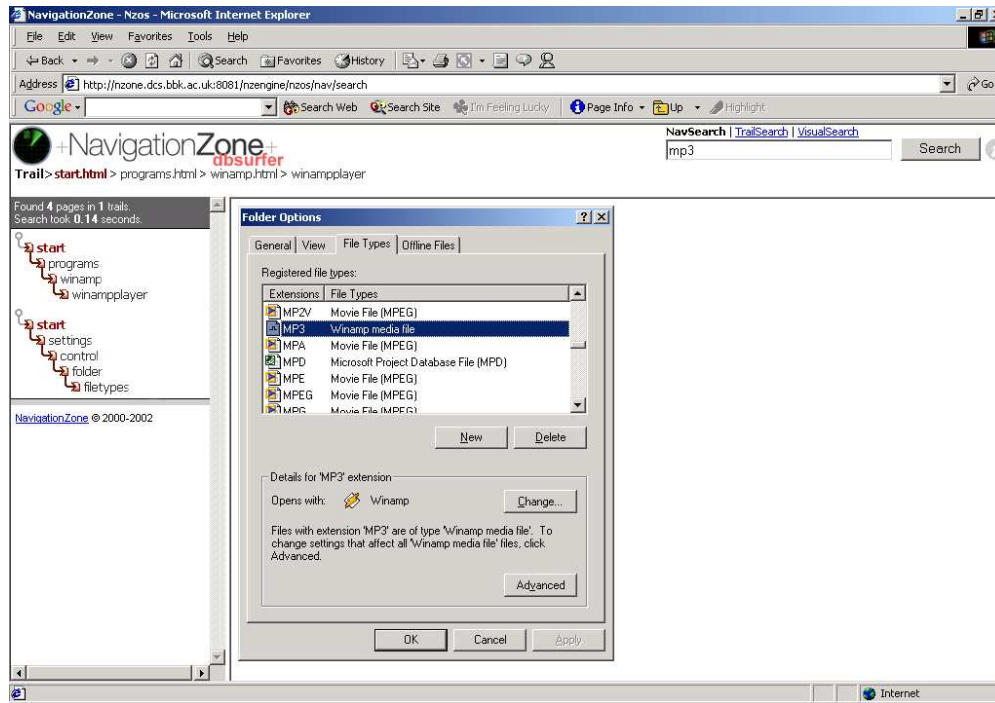 NavigationZone - Nzos - Microsoft Internet Explorer
File Edit View Favorites Tools Help
Back Search Favorites History
Address http://nzone.dcs.bbk.ac.uk:8081/nzengine/nzos/nav/search Go
Google Search Web Search Site I'm Feeling Lucky Page Info Up Highlight
+NavigationZone+
dbsurfer
NavSearch | TrailSearch | VisualSearch
mp3 Search
Trail> start.html > programs.html > winamp.html > winampplayer
Found 4 pages in 1 trails.
Search took 0.14 seconds.
start
programs
winamp
winampplayer
start
settings
control
folder
filetypes
NavigationZone © 2000-2002
Folder Options
General View File Types Offline Files
Registered file types:
Extensions File Types
MP2V Movie File (MPEG)
MP3 Winamp media file
MPA Movie File (MPEG)
MPD Microsoft Project Database File (MPD)
MPE Movie File (MPEG)
MPEG Movie File (MPEG)
MPG Movie File (MPEG)
New Delete
Details for 'MP3' extension
Opens with: Winamp Change...
Files with extension 'MP3' are of type 'Winamp media file'. To
change settings that affect all 'Winamp media file' files, click
Advanced.
Advanced
OK Cancel Apply
Internet